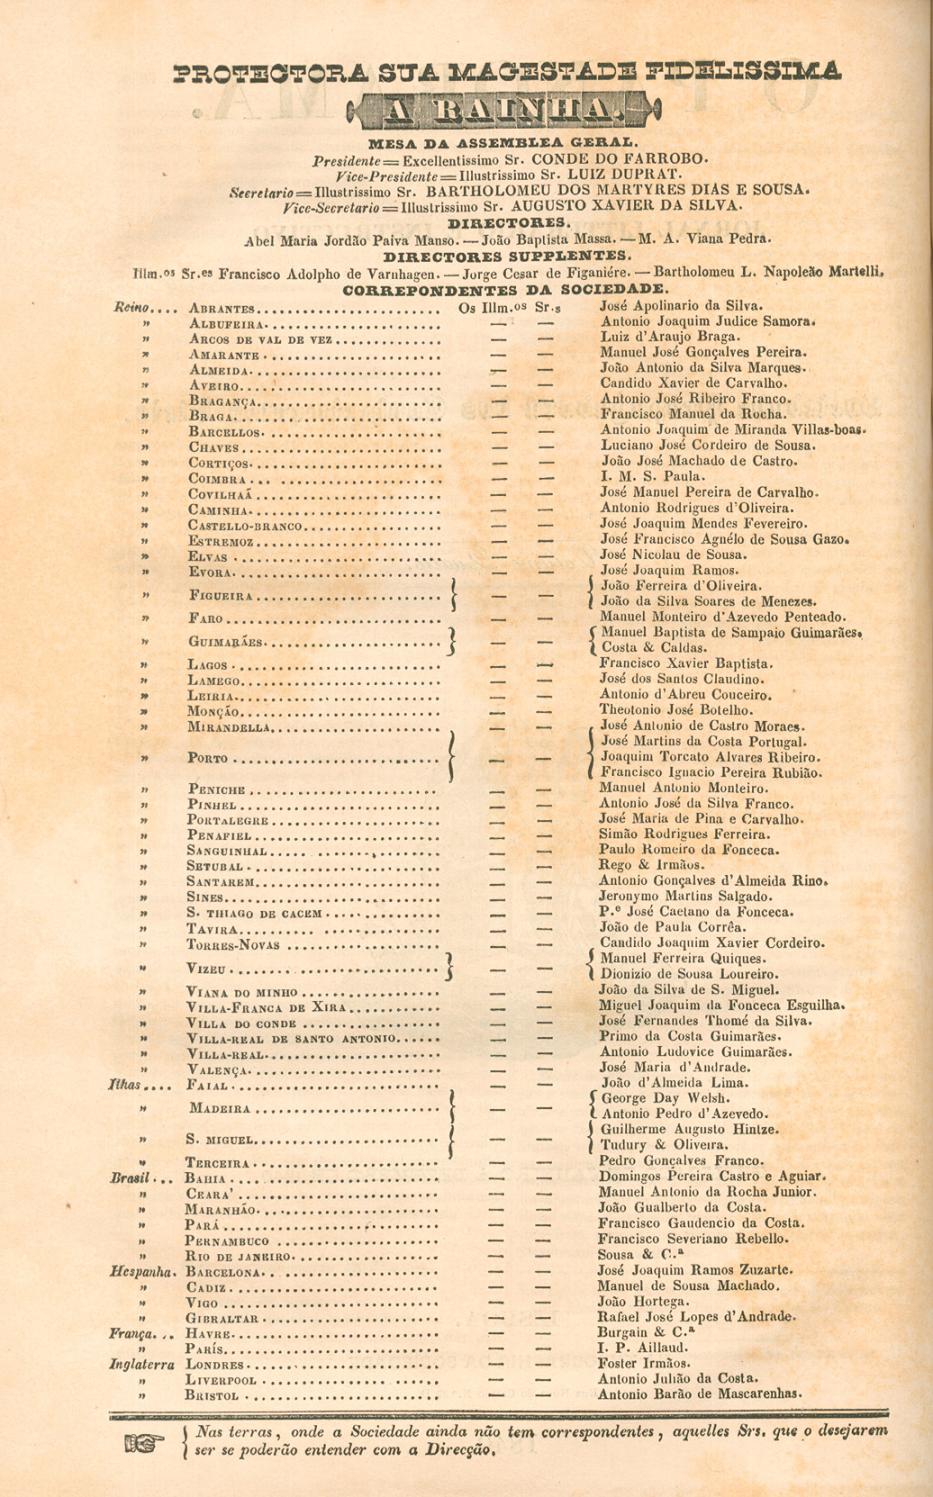 PROTECTORA SUA MAGESTADE FIDELISSIMA
A RAINHA,
MESA DA ASSEMBLEA GERAL.
Presidente = Excellentissimo Sr. CONDE DO FARROBO.
Vice-Presidente = Illustrissimo Sr. LUIZ DUPRAT.
Secretario = Illustrissimo Sr. BARTHOLOMEU DOS MARTYRES DIAS E SOUSA.
Vice-Secretario = Illustrissimo Sr. AUGUSTO XAVIER DA SILVA.
DIRECTORES.
Abel Maria Jordão Paiva Manso. — João Baptista Massa. — M. A. Viana Pedra.
DIRECTORES SUPPLENTES.
Illm.os Sr.es Francisco Adolpho de Varnhagen. — Jorge Cesar de Figaniére. — Bartholomeu L. Napoleão Martelli.
CORREPONDENTES DA SOCIEDADE.
Reino.... ABRANTES........................ Os Illm.os Sr.s José Apolinario da Silva.
„ ALBUFEIRA....................... — — Antonio Joaquim Judice Samora.
„ ARCOS DE VAL DE VEZ.............. — — Luiz d'Araujo Braga.
„ AMARANTE....................... — — Manuel José Gonçalves Pereira.
„ ALMEIDA......................... — — João Antonio da Silva Marques.
„ AVEIRO.......................... — — Candido Xavier de Carvalho.
„ BRAGANÇA........................ — — Antonio José Ribeiro Franco.
„ BRAGA........................... — — Francisco Manuel da Rocha.
„ BARCELLOS....................... — — Antonio Joaquim de Miranda Villas-boas.
„ CHAVES.......................... — — Luciano José Cordeiro de Sousa.
„ CORTIÇOS........................ — — João José Machado de Castro.
„ COIMBRA... ..................... — — I. M. S. Paula.
„ COVILHAÃ........................ — — José Manuel Pereira de Carvalho.
„ CAMINHA......................... — — Antonio Rodrigues d'Oliveira.
„ CASTELLO-BRANCO.................. — — José Joaquim Mendes Fevereiro.
„ ESTREMOZ........................ — — José Francisco Agnélo de Sousa Gazo.
„ ELVAS........................... — — José Nicolau de Sousa.
„ EVORA........................... — — José Joaquim Ramos.
„ FIGUEIRA........................ } — — { João Ferreira d'Oliveira.
João da Silva Soares de Menezes.
„ FARO............................ — — Manuel Monteiro d'Azevedo Penteado.
„ GUIMARÃES....................... } — — { Manuel Baptista de Sampaio Guimarães.
Costa & Caldas.
„ LAGOS........................... — — Francisco Xavier Baptista.
„ LAMEGO.......................... — — José dos Santos Claudino.
„ LEIRIA.......................... — — Antonio d'Abreu Couceiro.
„ MONÇÃO.......................... — — Theotonio José Botelho.
„ MIRANDELLA...................... — — José Antonio de Castro Moraes.
„ PORTO........................... } — — { José Martins da Costa Portugal.
Joaquim Torcato Alvares Ribeiro.
Francisco Ignacio Pereira Rubião.
„ PENICHE......................... — — Manuel Antonio Monteiro.
„ PINHEL.......................... — — Antonio José da Silva Franco.
„ PORTALEGRE...................... — — José Maria de Pina e Carvalho.
„ PENAFIEL........................ — — Simão Rodrigues Ferreira.
„ SANGUINHAL..... ................ — — Paulo Romeiro da Fonceca.
„ SETUBAL......................... — — Rego & Irmãos.
„ SANTAREM........................ — — Antonio Gonçalves d'Almeida Rino.
„ SINES........................... — — Jeronymo Martins Salgado.
„ S. THIAGO DE CACEM............... — — P.e José Caetano da Fonceca.
„ TAVIRA.......................... — — João de Paula Corrêa.
„ TORRES-NOVAS.................... — — Candido Joaquim Xavier Cordeiro.
„ VIZEU........................... } — — { Manuel Ferreira Quiques.
Dionizio de Sousa Loureiro.
„ VIANA DO MINHO.................. — — João da Silva de S. Miguel.
„ VILLA-FRANCA DE XIRA............ — — Miguel Joaquim da Fonceca Esguilha.
„ VILLA DO CONDE.................. — — José Fernandes Thomé da Silva.
„ VILLA-REAL DE SANTO ANTONIO...... — — Primo da Costa Guimarães.
„ VILLA-REAL...................... — — Antonio Ludovice Guimarães.
„ VALENÇA......................... — — José Maria d'Andrade.
Ilhas.... FAIAL........................... — — João d'Almeida Lima.
„ MADEIRA......................... } — — { George Day Welsh.
Antonio Pedro d'Azevedo.
„ S. MIGUEL....................... } — — { Guilherme Augusto Hintze.
Tudury & Oliveira.
„ TERCEIRA........................ — — Pedro Gonçalves Franco.
Brasil... BAHIA........................... — — Domingos Pereira Castro e Aguiar.
„ CEARA'.......................... — — Manuel Antonio da Rocha Junior.
„ MARANHÃO........................ — — João Gualberto da Costa.
„ PARÁ............................ — — Francisco Gaudencio da Costa.
„ PERNAMBUCO...................... — — Francisco Severiano Rebello.
„ RIO DE JANEIRO.................. — — Sousa & C.ª
Hespanha. BARCELONA....................... — — José Joaquim Ramos Zuzarte.
„ CADIZ........................... — — Manuel de Sousa Machado.
„ VIGO............................ — — João Hortega.
„ GIBRALTAR....................... — — Rafael José Lopes d'Andrade.
França... HAVRE........................... — — Burgain & C.ª
„ PARÍS........................... — — I. P. Aillaud.
Inglaterra LONDRES......................... — — Foster Irmãos.
„ LIVERPOOL....................... — — Antonio Julião da Costa.
„ BRISTOL......................... — — Antonio Barão de Mascarenhas.
Nas terras, onde a Sociedade ainda não tem correspondentes, aquelles Srs. que o desejarem
ser se poderão entender com a Direcção.